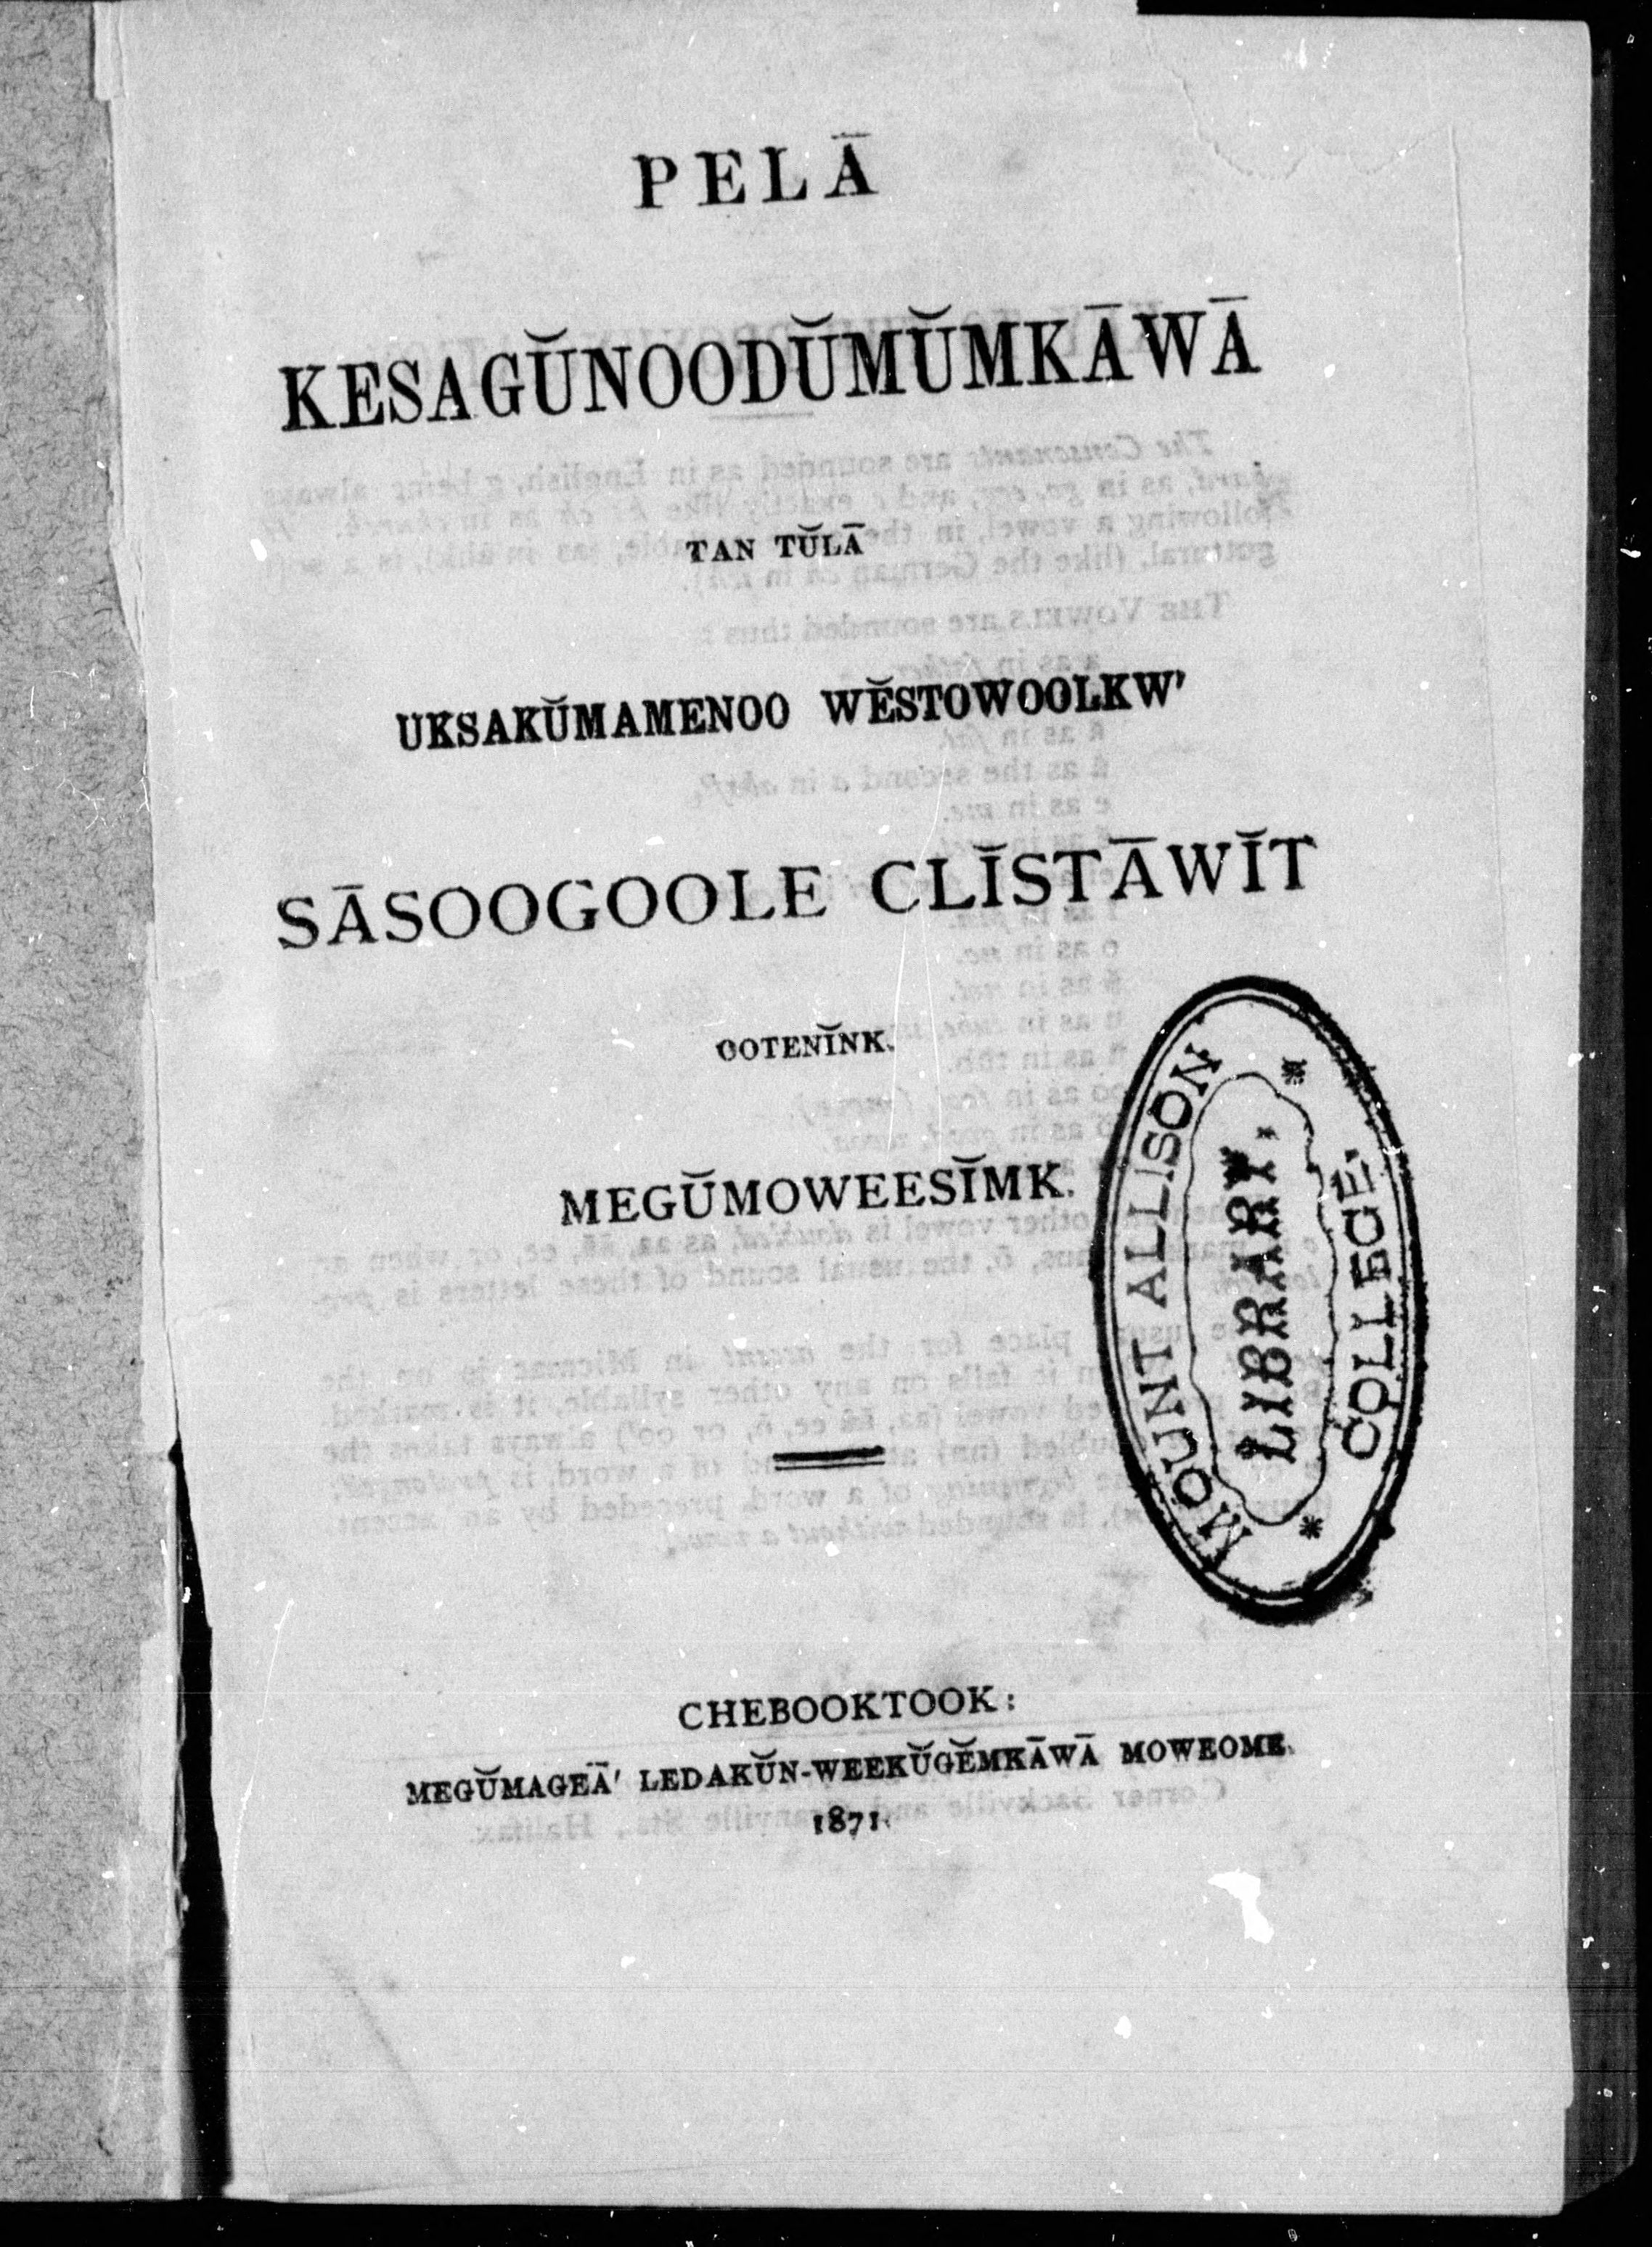 PELĀ
KESAGŬNOODŬMŬMKĀWĀ
TAN TŬLĀ
UKSAKŬMAMENOO WĔSTOWOOLKW'
SĀSOOGOOLE CLĬSTĀWĬT
OOTENĬNK.
MEGŬMOWEESĬMK.
MOUNT ALLISON
LIBRARY,
COLLEGE.
CHEBOOKTOOK:
MEGŬMAGEĀ' LEDAKŬN-WEEKŬGĔMKĀWĀ MOWEOME.
1871.